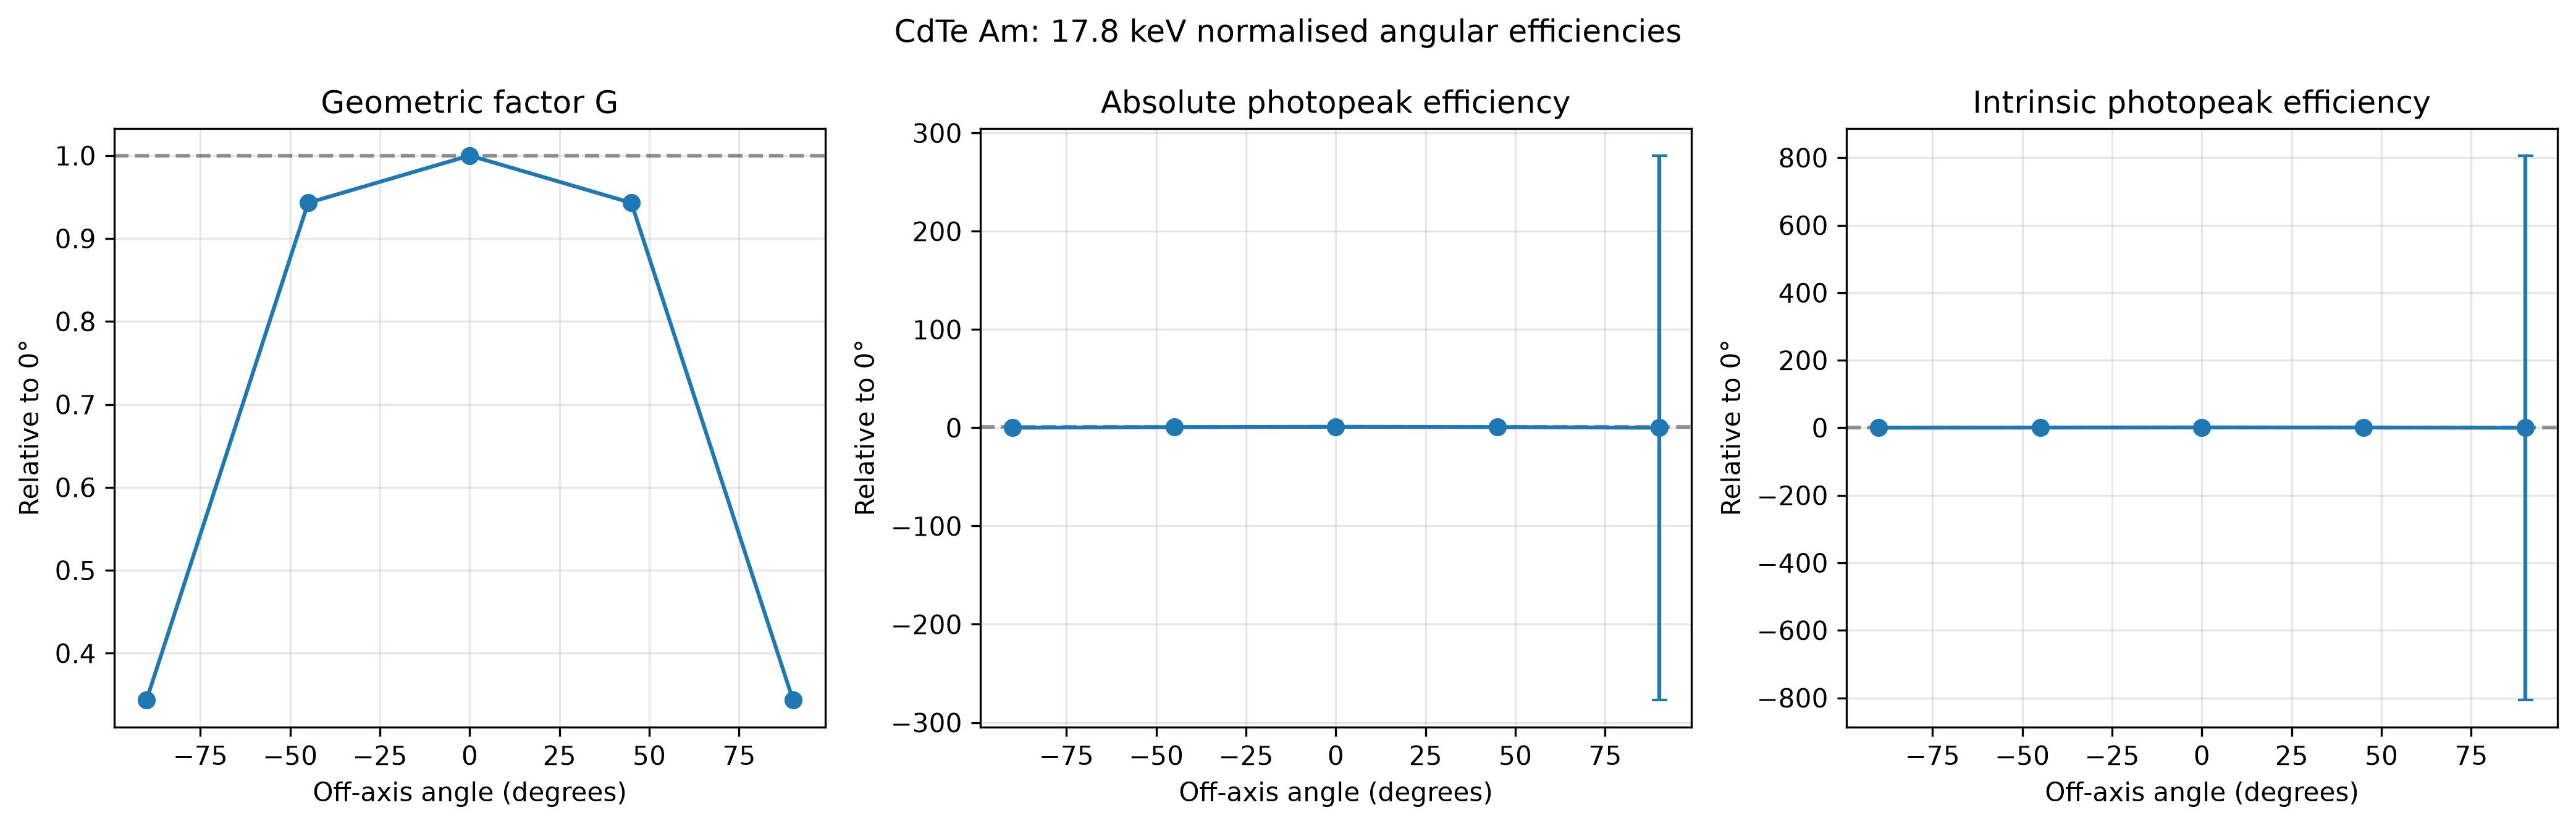 CdTe Am: 17.8 keV normalised angular efficiencies
Geometric factor G
1.0
0.9
0.8
0.7
0.6
0.5
0.4
Relative to 0°
−75 −50 −25 0 25 50 75
Off-axis angle (degrees)
Absolute photopeak efficiency
300
200
100
0
−100
−200
−300
Relative to 0°
−75 −50 −25 0 25 50 75
Off-axis angle (degrees)
Intrinsic photopeak efficiency
800
600
400
200
0
−200
−400
−600
−800
Relative to 0°
−75 −50 −25 0 25 50 75
Off-axis angle (degrees)